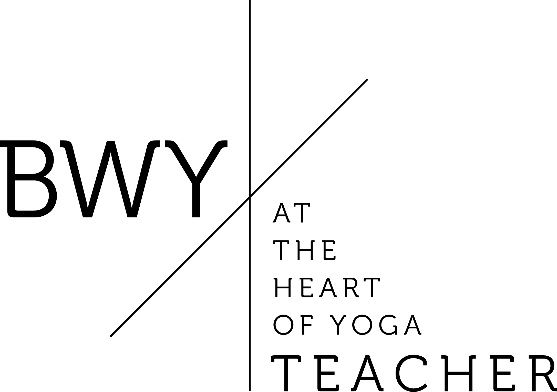 BWY
AT
THE
HEART
OF YOGA
TEACHER